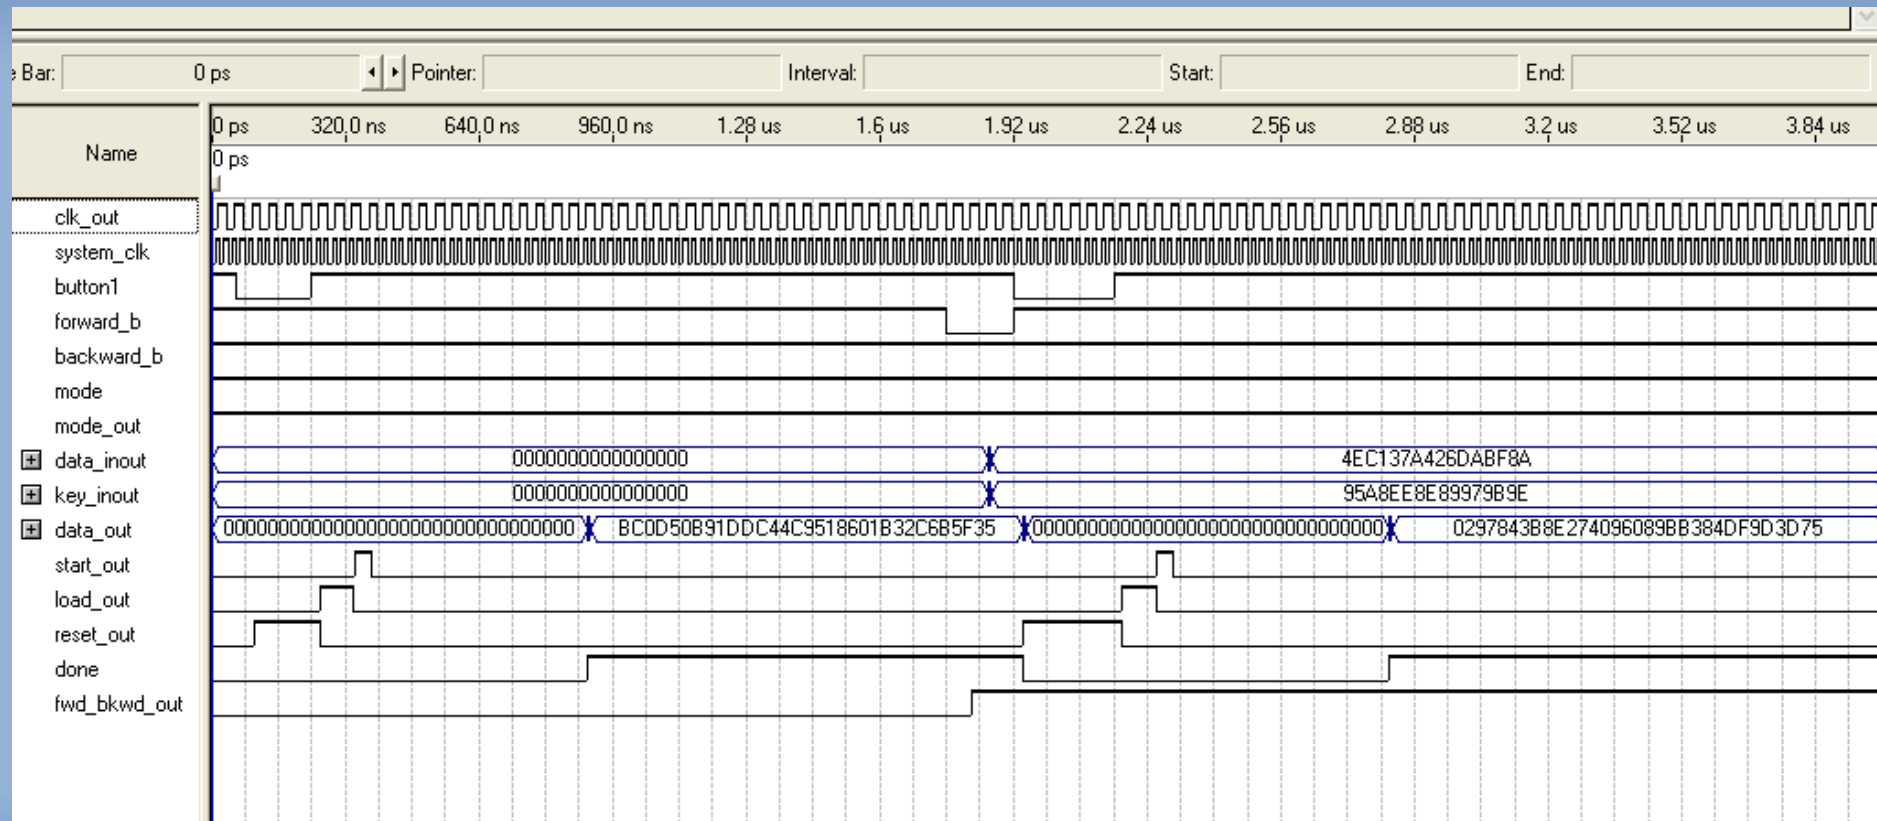 e Bar: 0 ps Pointer: Interval: Start: End:
Name
0 ps 320.0 ns 640.0 ns 960.0 ns 1.28 us 1.6 us 1.92 us 2.24 us 2.56 us 2.88 us 3.2 us 3.52 us 3.84 us
0 ps
clk_out
system_clk
button1
forward_b
backward_b
mode
mode_out
data_inout 0000000000000000 4EC137A426DABF8A
key_inout 0000000000000000 95A8EE8E89979B9E
data_out 00000000000000000000000000000000 BC0D50B91DDC44C9518601B32C6B5F35 00000000000000000000000000000000 0297843B8E274096089BB384DF9D3D75
start_out
load_out
reset_out
done
fwd_bkwd_out